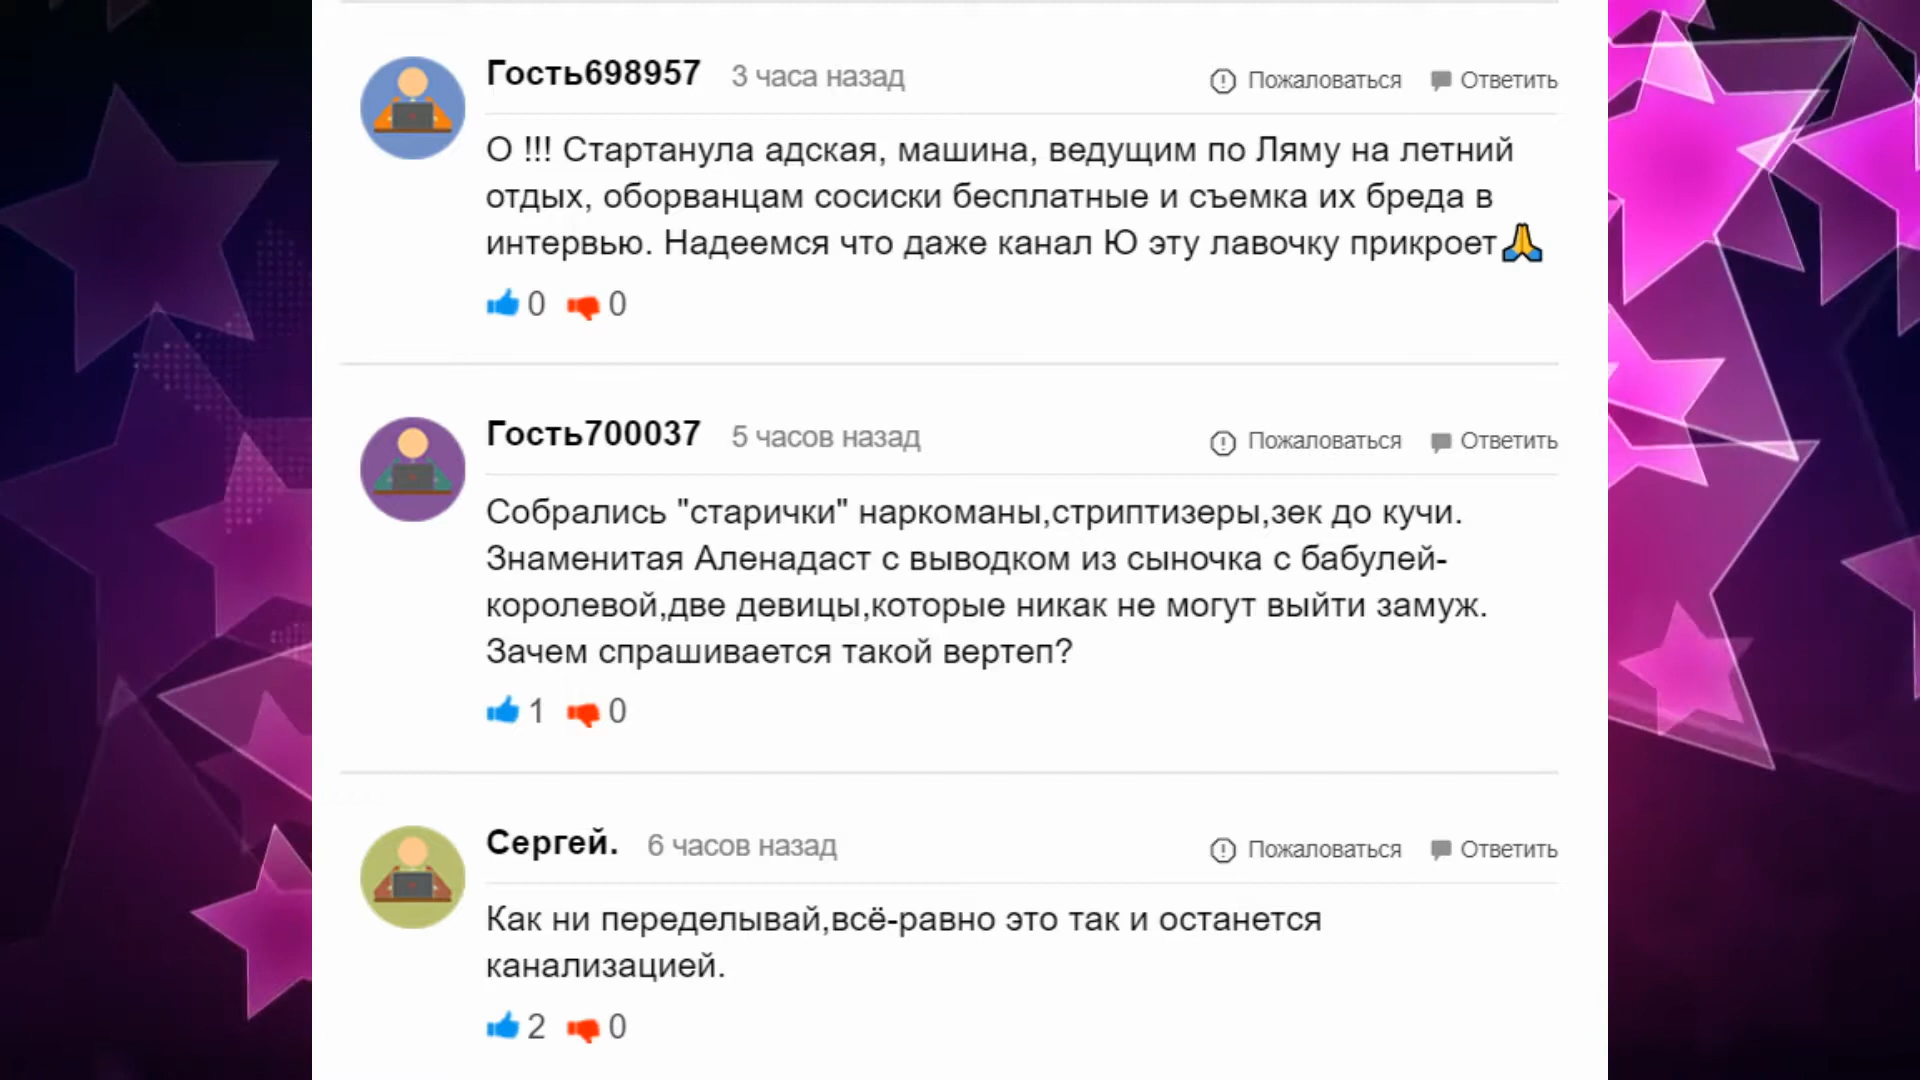 Гость698957 3 часа назад Пожаловаться Ответить
О !!! Стартанула адская, машина, ведущим по Ляму на летний
отдых, оборванцам сосиски бесплатные и съемка их бреда в
интервью. Надеемся что даже канал Ю эту лавочку прикроет🙏
0 0
Гость700037 5 часов назад Пожаловаться Ответить
Собрались "старички" наркоманы,стриптизеры,зек до кучи.
Знаменитая Аленадаст с выводком из сыночка с бабулей-
королевой,две девицы,которые никак не могут выйти замуж.
Зачем спрашивается такой вертеп?
1 0
Сергей. 6 часов назад Пожаловаться Ответить
Как ни переделывай,всё-равно это так и останется
канализацией.
2 0